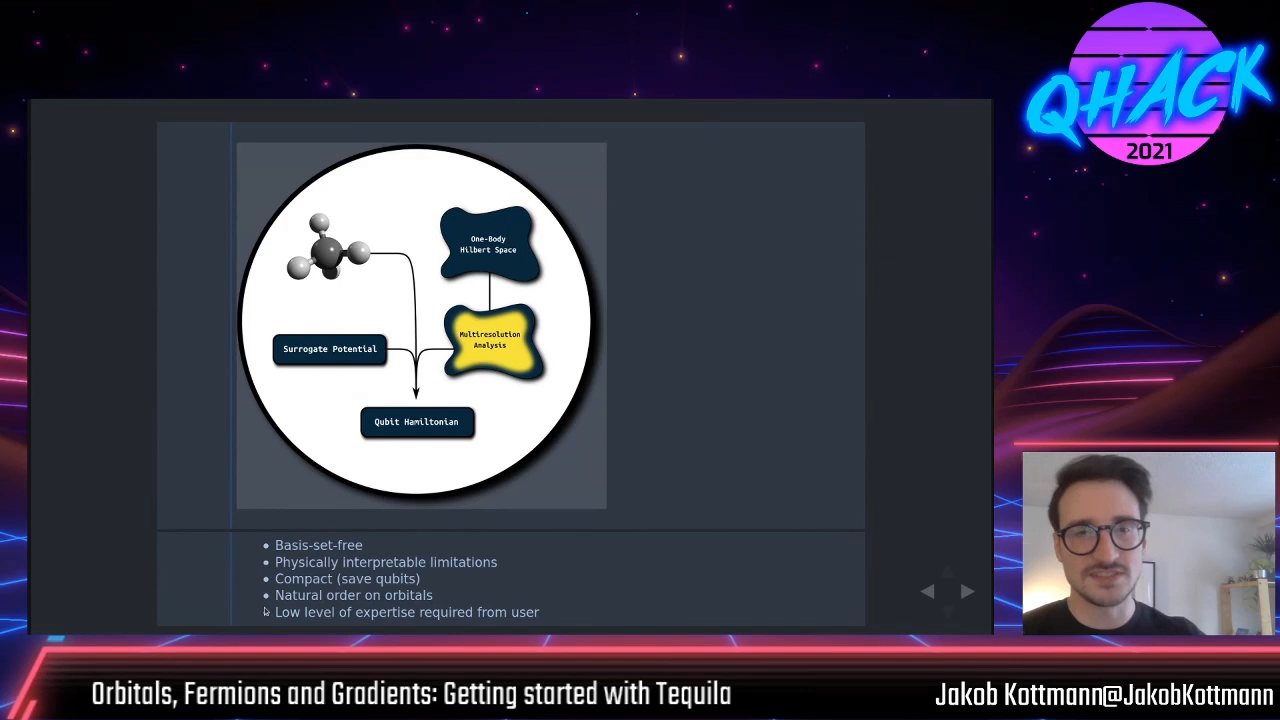 QHACK
2021
One-Body
Hilbert Space
Multiresolution
Analysis
Surrogate Potential
Qubit Hamiltonian
• Basis-set-free
• Physically interpretable limitations
• Compact (save qubits)
• Natural order on orbitals
• Low level of expertise required from user
Orbitals, Fermions and Gradients: Getting started with Tequila
Jakob Kottmann@JakobKottmann